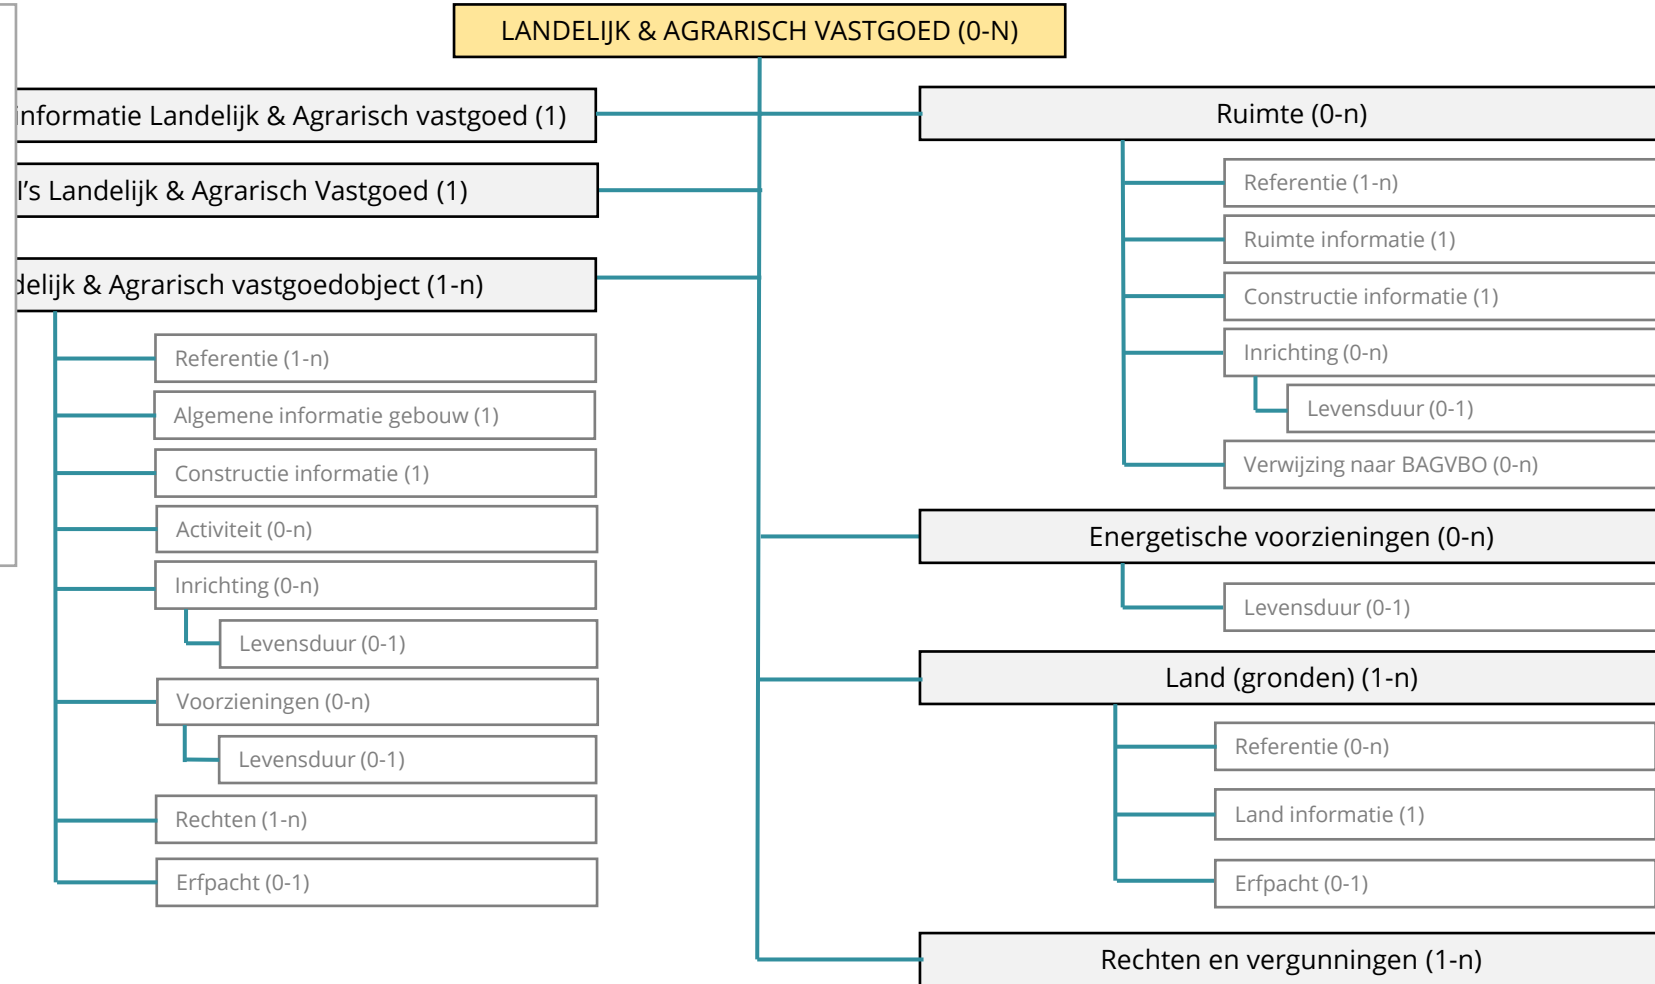 LANDELIJK & AGRARISCH VASTGOED (0-N)
informatie Landelijk & Agrarisch vastgoed (1)
I's Landelijk & Agrarisch Vastgoed (1)
delijk & Agrarisch vastgoedobject (1-n)
Referentie (1-n)
Algemene informatie gebouw (1)
Constructie informatie (1)
Activiteit (0-n)
Inrichting (0-n)
Levensduur (0-1)
Voorzieningen (0-n)
Levensduur (0-1)
Rechten (1-n)
Erfpacht (0-1)
Ruimte (0-n)
Referentie (1-n)
Ruimte informatie (1)
Constructie informatie (1)
Inrichting (0-n)
Levensduur (0-1)
Verwijzing naar BAGVBO (0-n)
Energetische voorzieningen (0-n)
Levensduur (0-1)
Land (gronden) (1-n)
Referentie (0-n)
Land informatie (1)
Erfpacht (0-1)
Rechten en vergunningen (1-n)